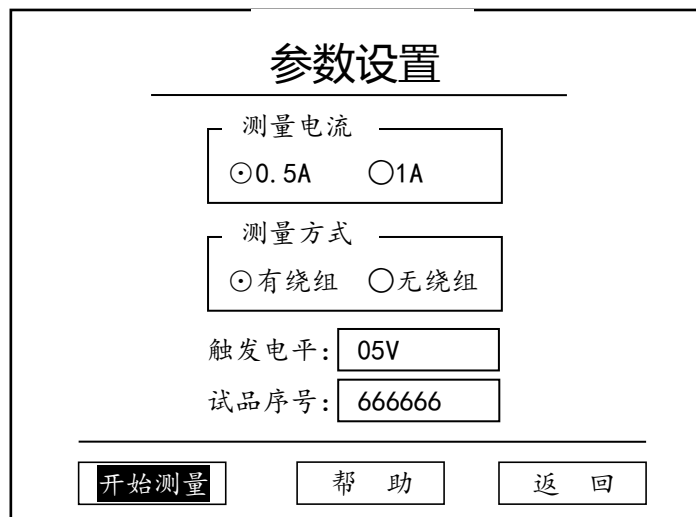 参数设置
测量电流
⊙0.5A ○1A
测量方式
⊙有绕组 ○无绕组
触发电平: 05V
试品序号: 666666
开始测量 帮 助 返 回